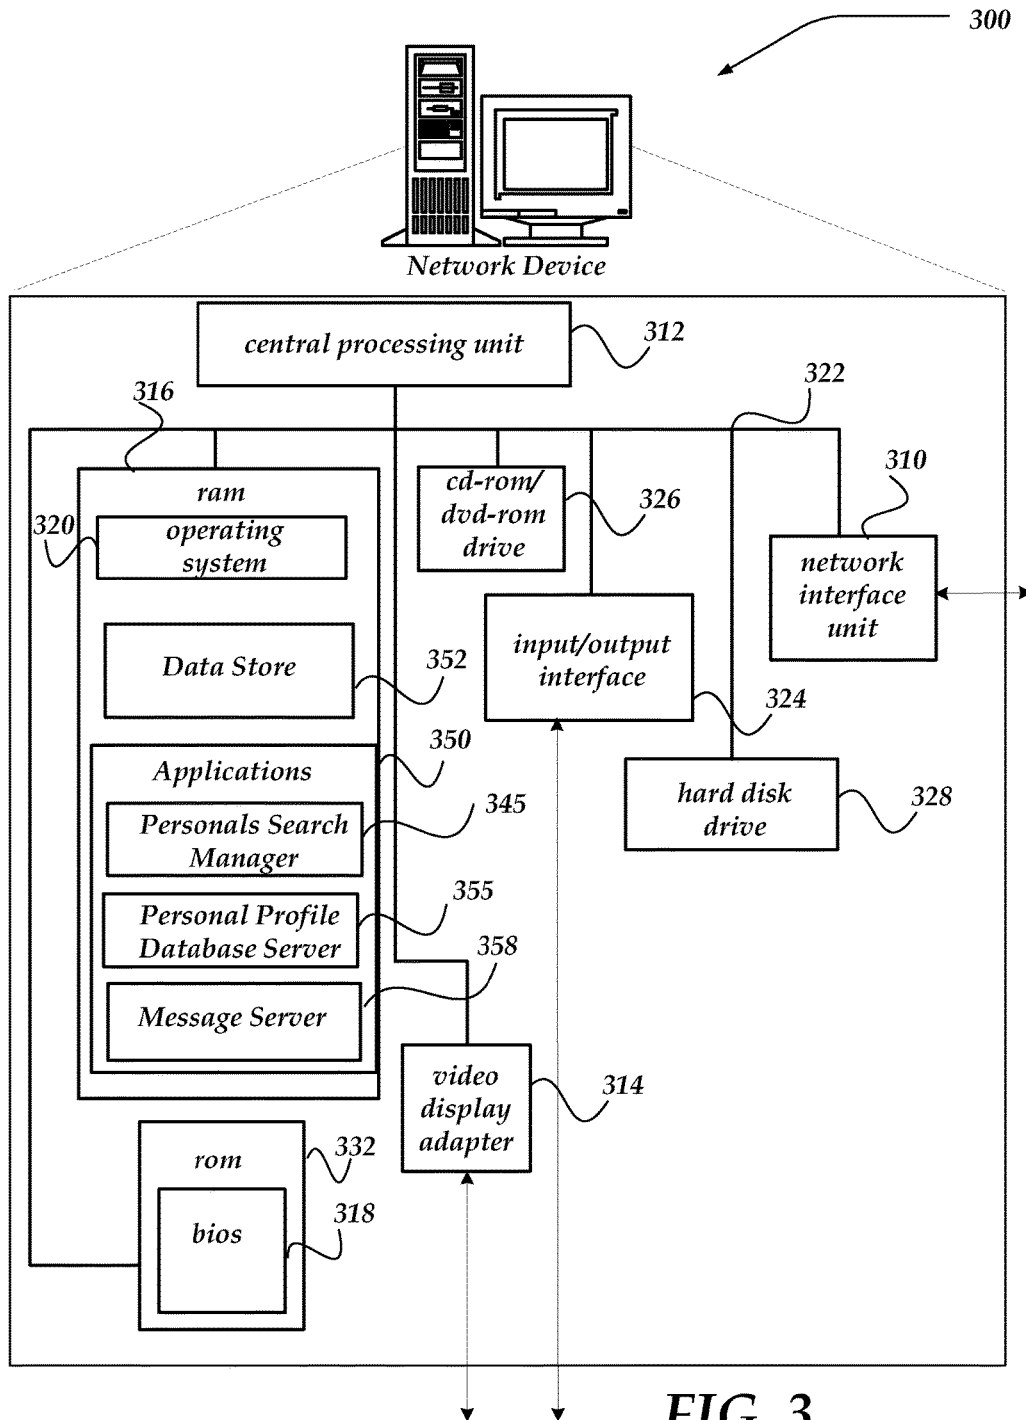 300
Network Device
central processing unit
312
322
316
ram
320
operating
system
cd-rom/
dvd-rom
drive
326
310
network
interface
unit
Data Store
352
input/output
interface
324
Applications
350
hard disk
drive
328
Personals Search
Manager
345
Personal Profile
Database Server
355
Message Server
358
video
display
adapter
314
rom
332
bios
318
FIG. 3